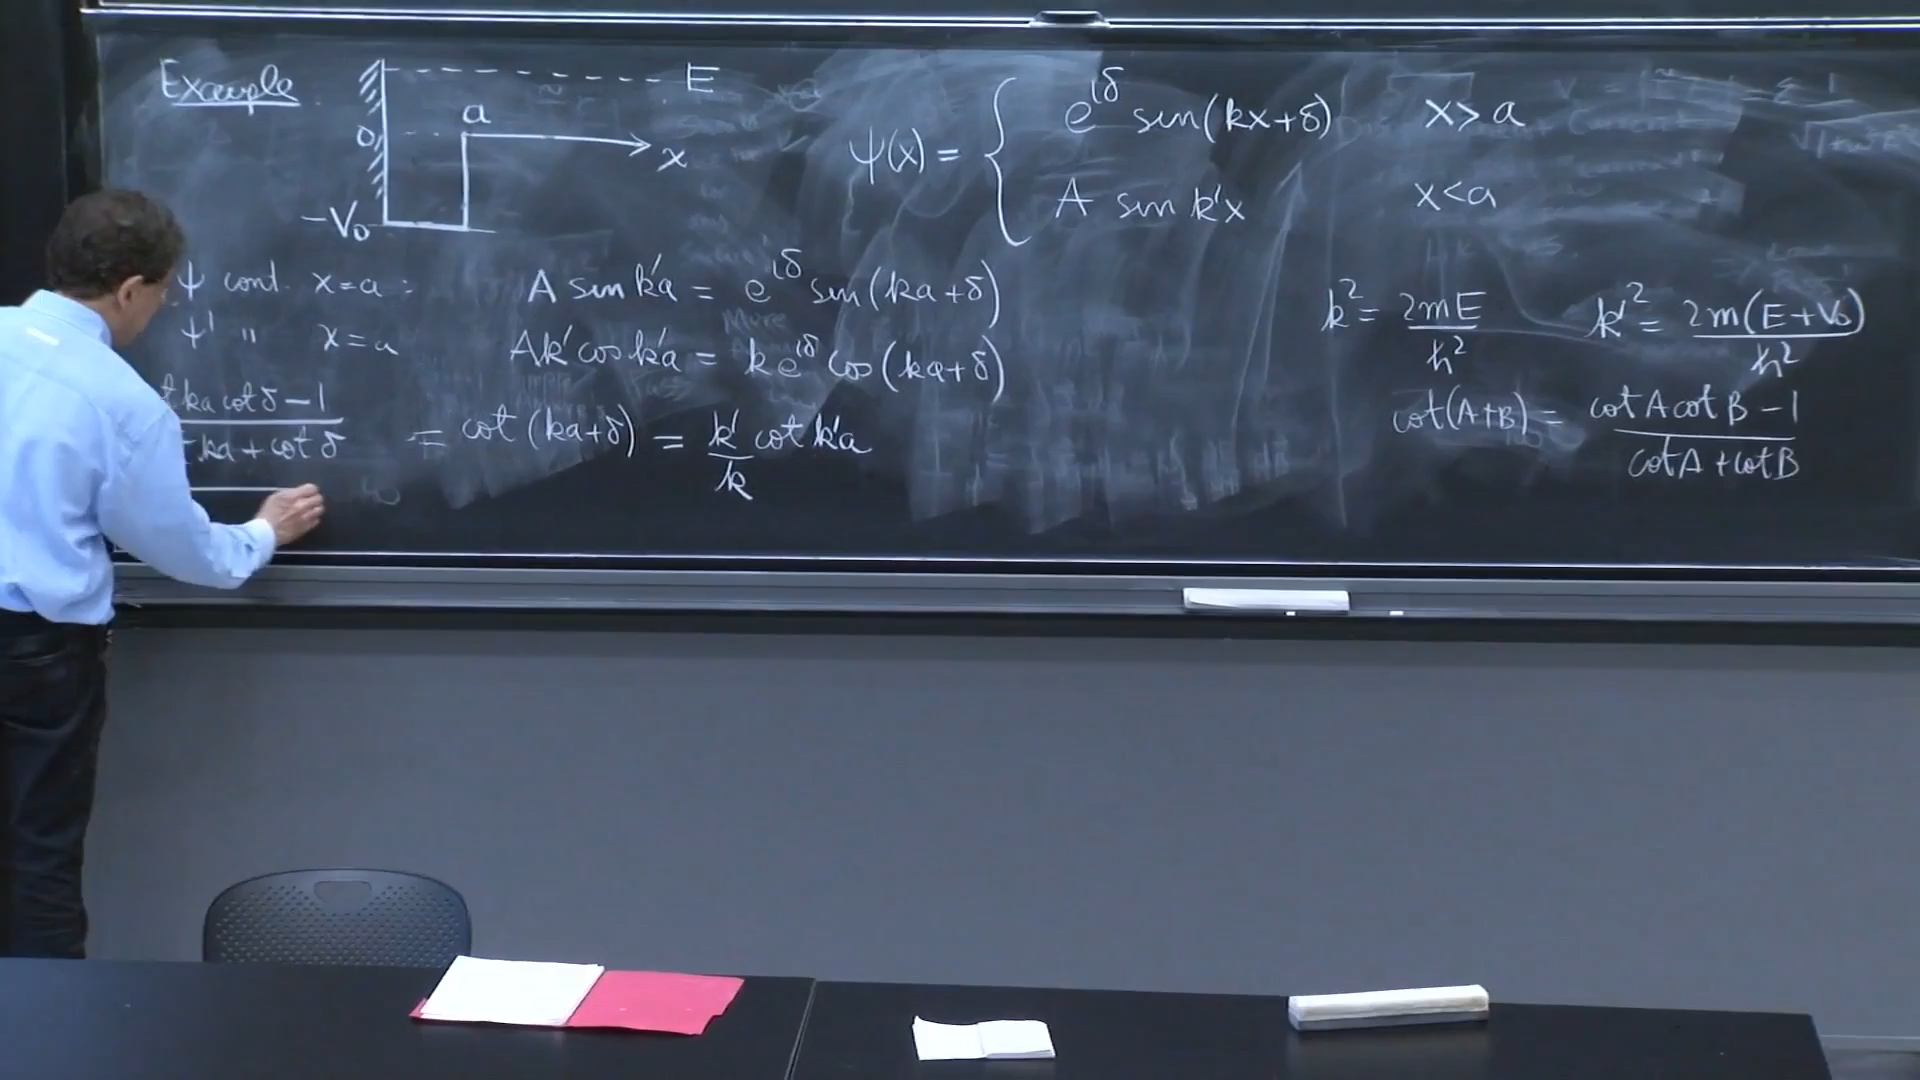 Example
E
a
0
x
-V₀
ψ(x) = { e^{iδ} sin(kx+δ) x>a
A sin k'x x<a
ψ cont. x=a : A sin k'a = e^{iδ} sin(ka+δ)
ψ' " x=a Ak' cos k'a = k e^{iδ} cos(ka+δ)
k² = 2mE / ħ² k'² = 2m(E+V₀) / ħ²
ka cot δ - 1 / ka + cot δ = cot (ka+δ) = k'/k cot k'a
cot(A+B) = cot A cot B - 1 / cot A + cot B